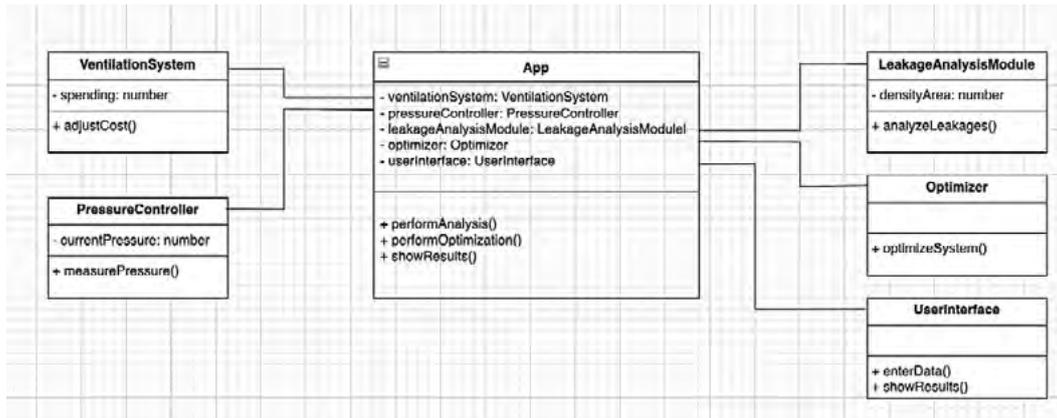 VentilationSystem
- spending: number
+ adjustCost()
PressureController
- currentPressure: number
+ measurePressure()
App
- ventilationSystem: VentilationSystem
- pressureController: PressureController
- leakageAnalysisModule: LeakageAnalysisModulel
- optimizer: Optimizer
- userInterface: UserInterface
+ performAnalysis()
+ performOptimization()
+ showResults()
LeakageAnalysisModule
- densityArea: number
+ analyzeLeakages()
Optimizer
+ optimizeSystem()
UserInterface
+ enterData()
+ showResults()